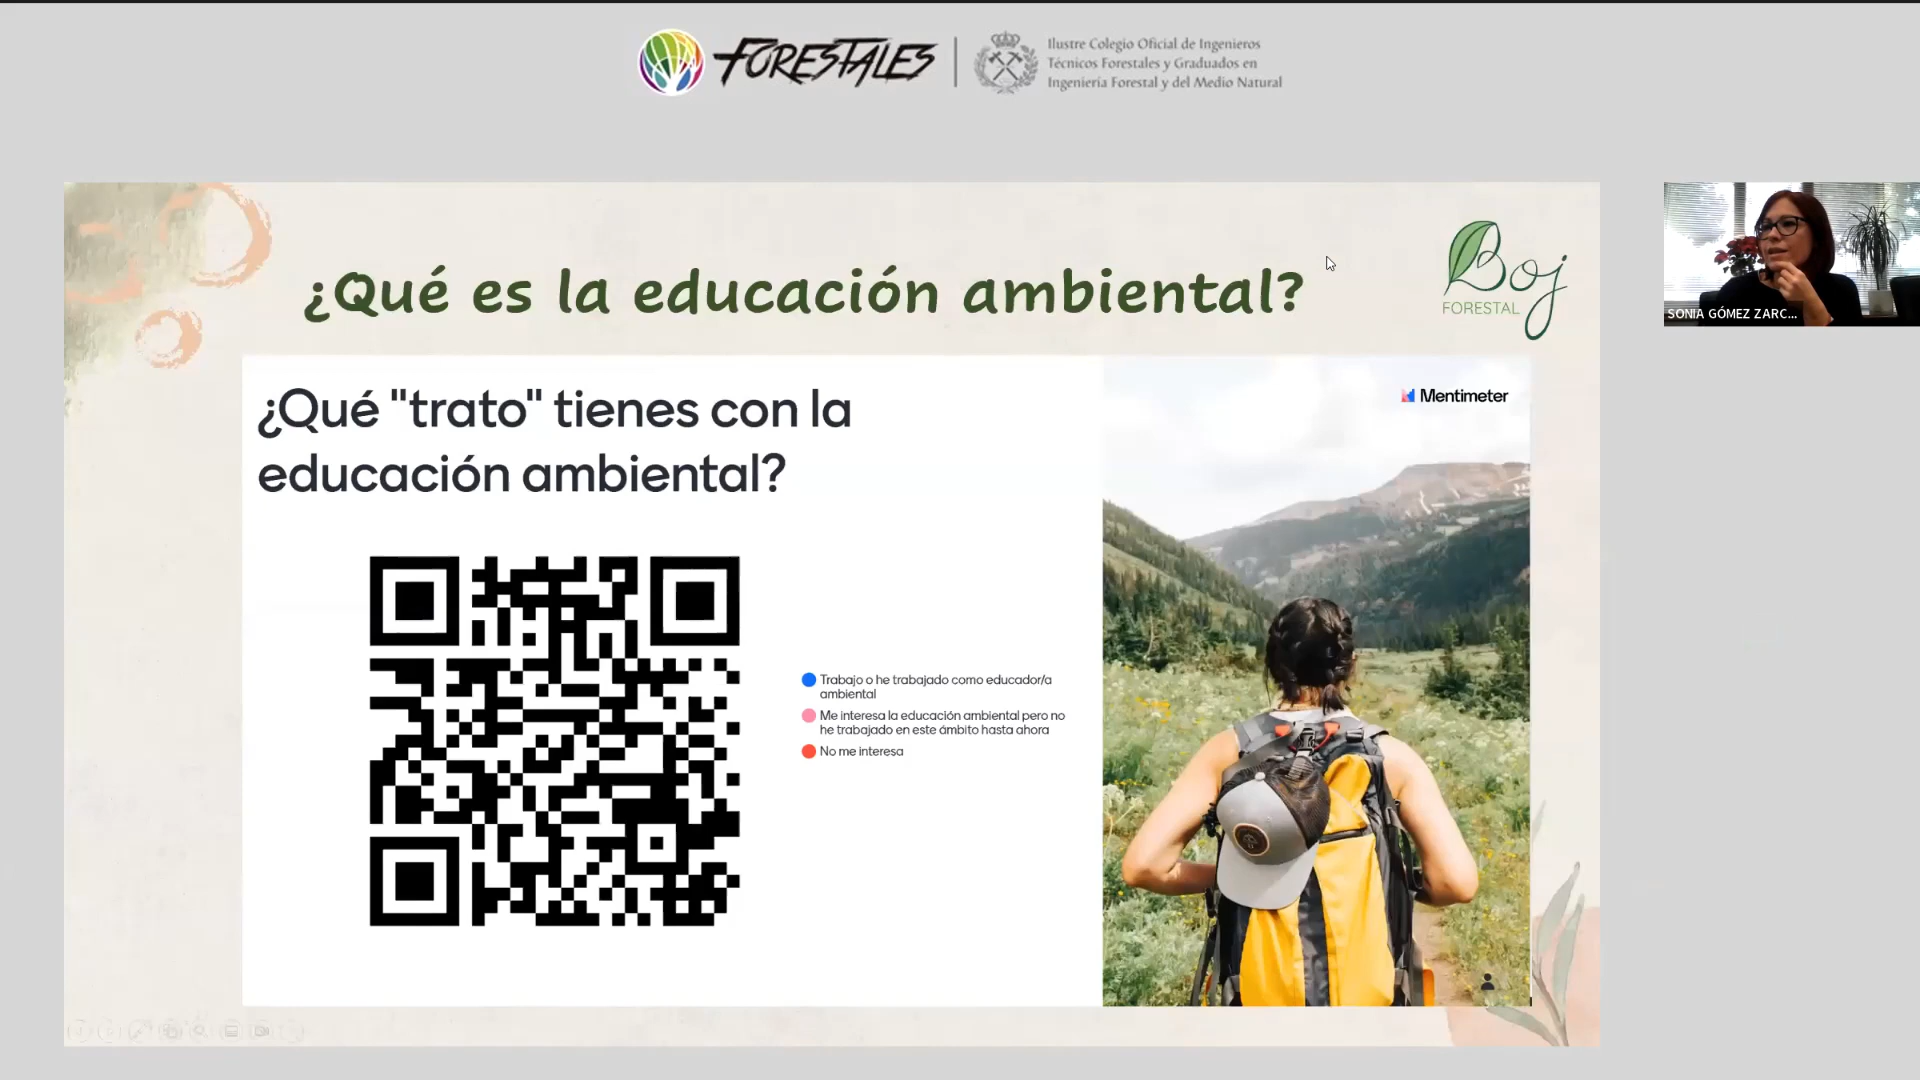 FORESTALES
Ilustre Colegio Oficial de Ingenieros
Técnicos Forestales y Graduados en
Ingeniería Forestal y del Medio Natural
¿Qué es la educación ambiental?
Boj
FORESTAL
SONIA GÓMEZ ZARC...
¿Qué "trato" tienes con la
educación ambiental?
Mentimeter
Trabajo o he trabajado como educador/a
ambiental
Me interesa la educación ambiental pero no
he trabajado en este ámbito hasta ahora
No me interesa